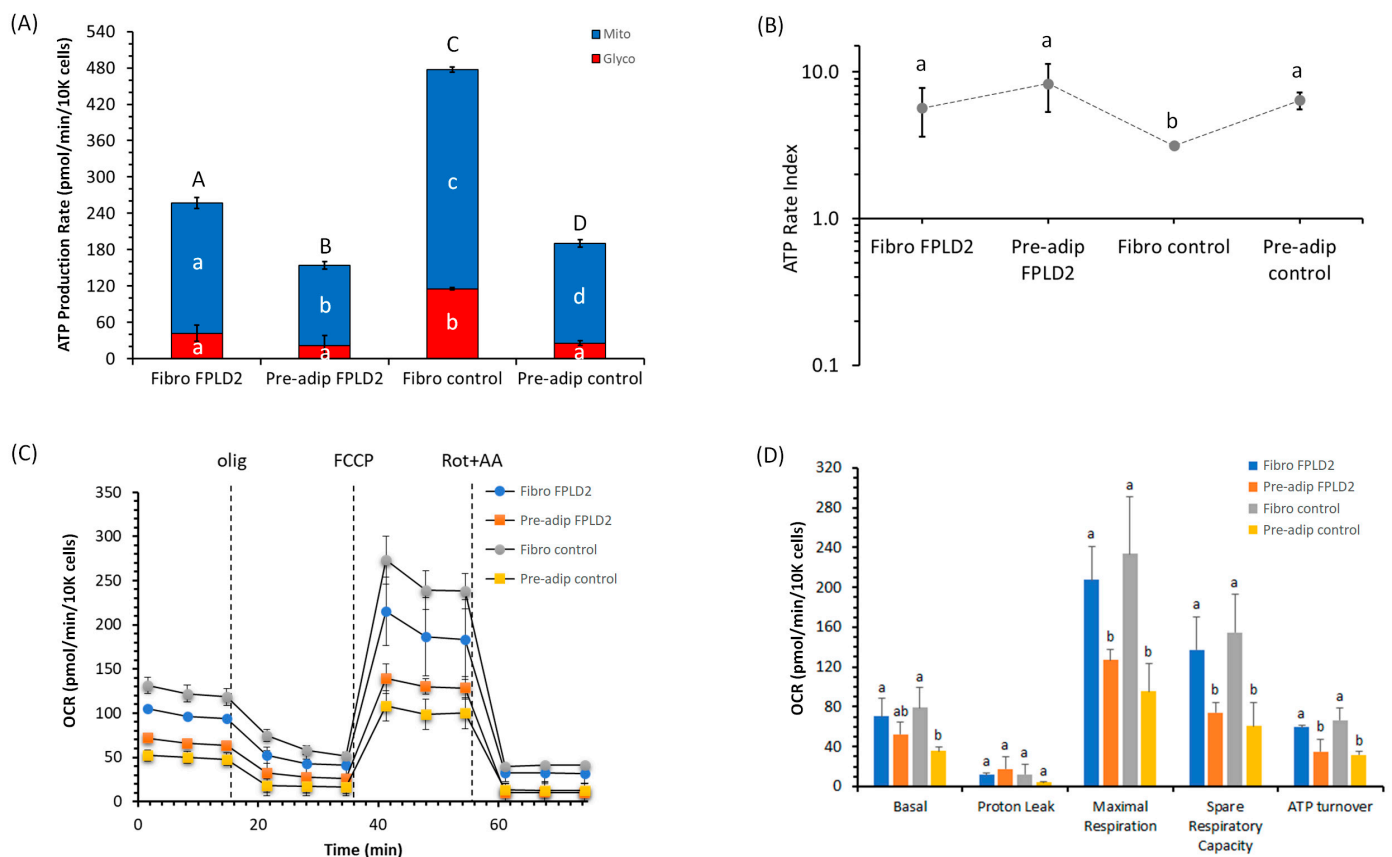 (A)
ATP Production Rate (pmol/min/10K cells)
540
480
420
360
300
240
180
120
60
0
Mito
Glyco
A
B
C
D
a
b
c
d
a
a
b
a
Fibro FPLD2
Pre-adip FPLD2
Fibro control
Pre-adip control
(B)
ATP Rate Index
10.0
1.0
0.1
a
a
b
a
Fibro FPLD2
Pre-adip
FPLD2
Fibro control
Pre-adip
control
(C)
olig
FCCP
Rot+AA
OCR (pmol/min/10K cells)
350
300
250
200
150
100
50
0
0
20
40
60
Time (min)
Fibro FPLD2
Pre-adip FPLD2
Fibro control
Pre-adip control
(D)
OCR (pmol/min/10K cells)
320
280
240
200
160
120
80
40
0
Fibro FPLD2
Pre-adip FPLD2
Fibro control
Pre-adip control
a
ab
a
b
a
a
a
a
a
b
a
b
a
b
a
b
a
b
a
b
Basal
Proton Leak
Maximal
Respiration
Spare
Respiratory
Capacity
ATP turnover